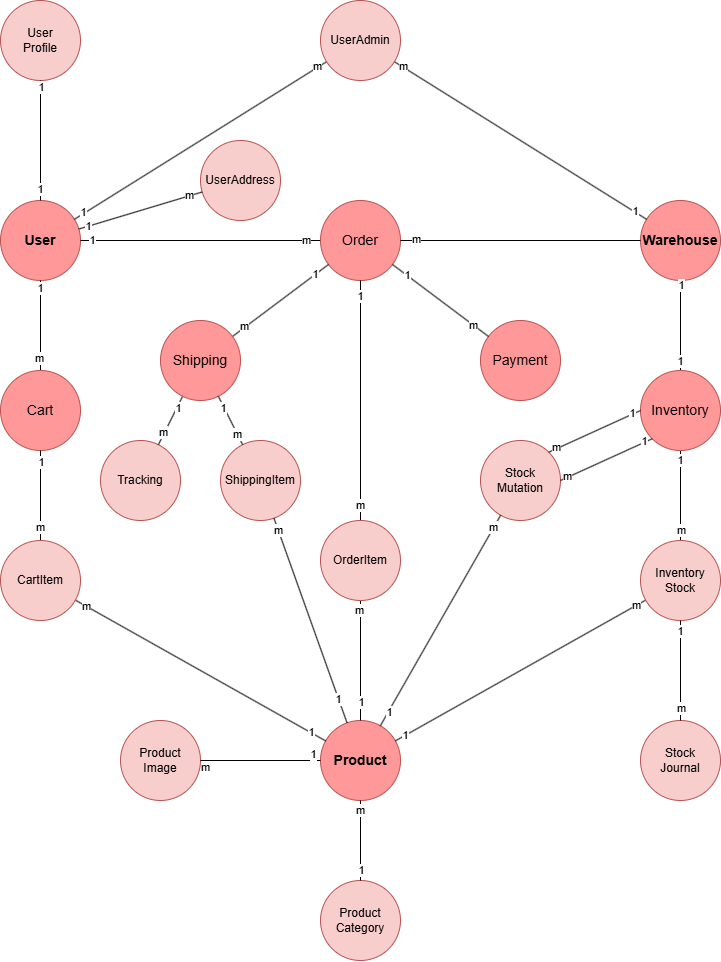 User
Profile
UserAdmin
1
m
m
UserAddress
1
1
m
1
1
User
1
m
Order
m
Warehouse
1
1
1
1
1
m
m
Shipping
Payment
m
1
Cart
1
1
m
1
Inventory
1
m
m
m
1
m
1
Tracking
ShippingItem
Stock
Mutation
m
m
m
m
m
m
CartItem
OrderItem
Inventory
Stock
m
m
m
1
1
1
1
m
1
1
1
Product
Image
m
Product
Stock
Journal
m
1
Product
Category